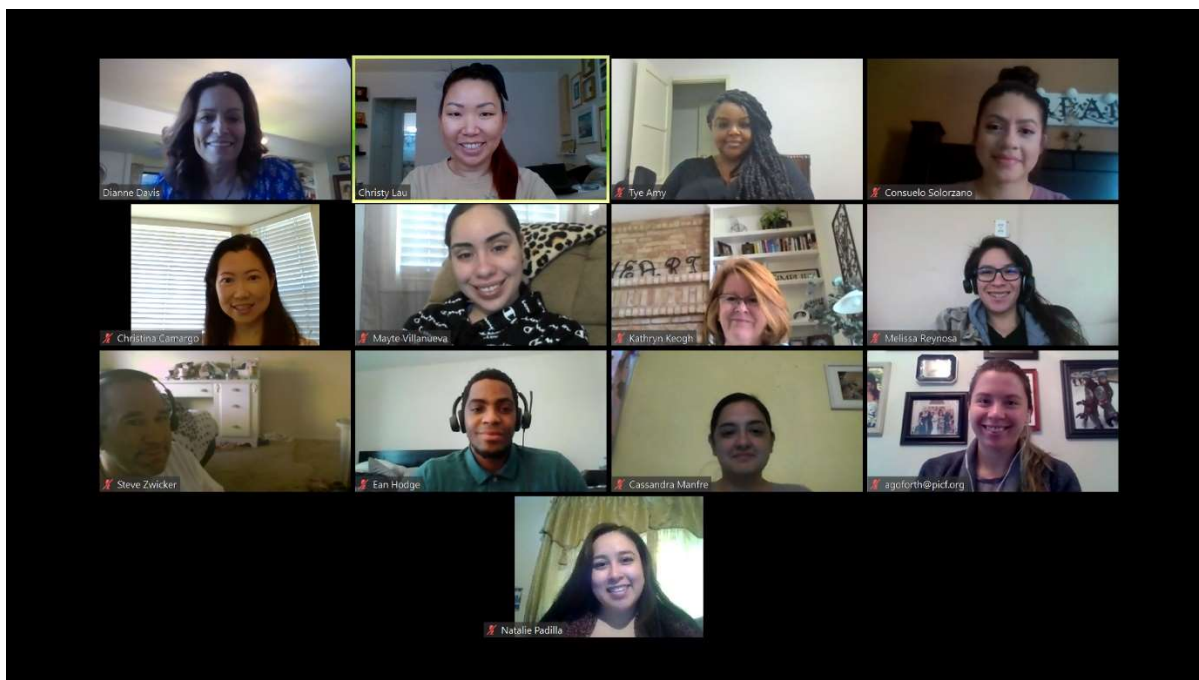 Dianne Davis
Christy Lau
Tye Amy
Consuelo Solorzano
Christina Camargo
Mayte Villanueva
Kathryn Keogh
Melissa Reynosa
Steve Zwicker
Ean Hodge
Cassandra Manfre
agoforth@picf.org
Natalie Padilla